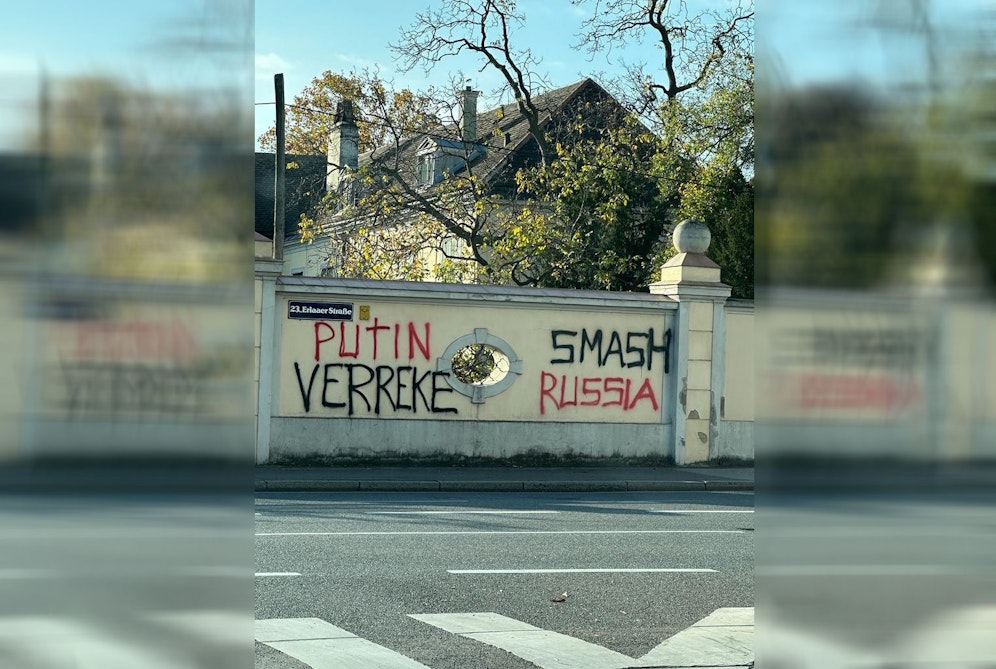 23. Erlaaer Straße
PUTIN
VERREKE
SMASH
RUSSIA